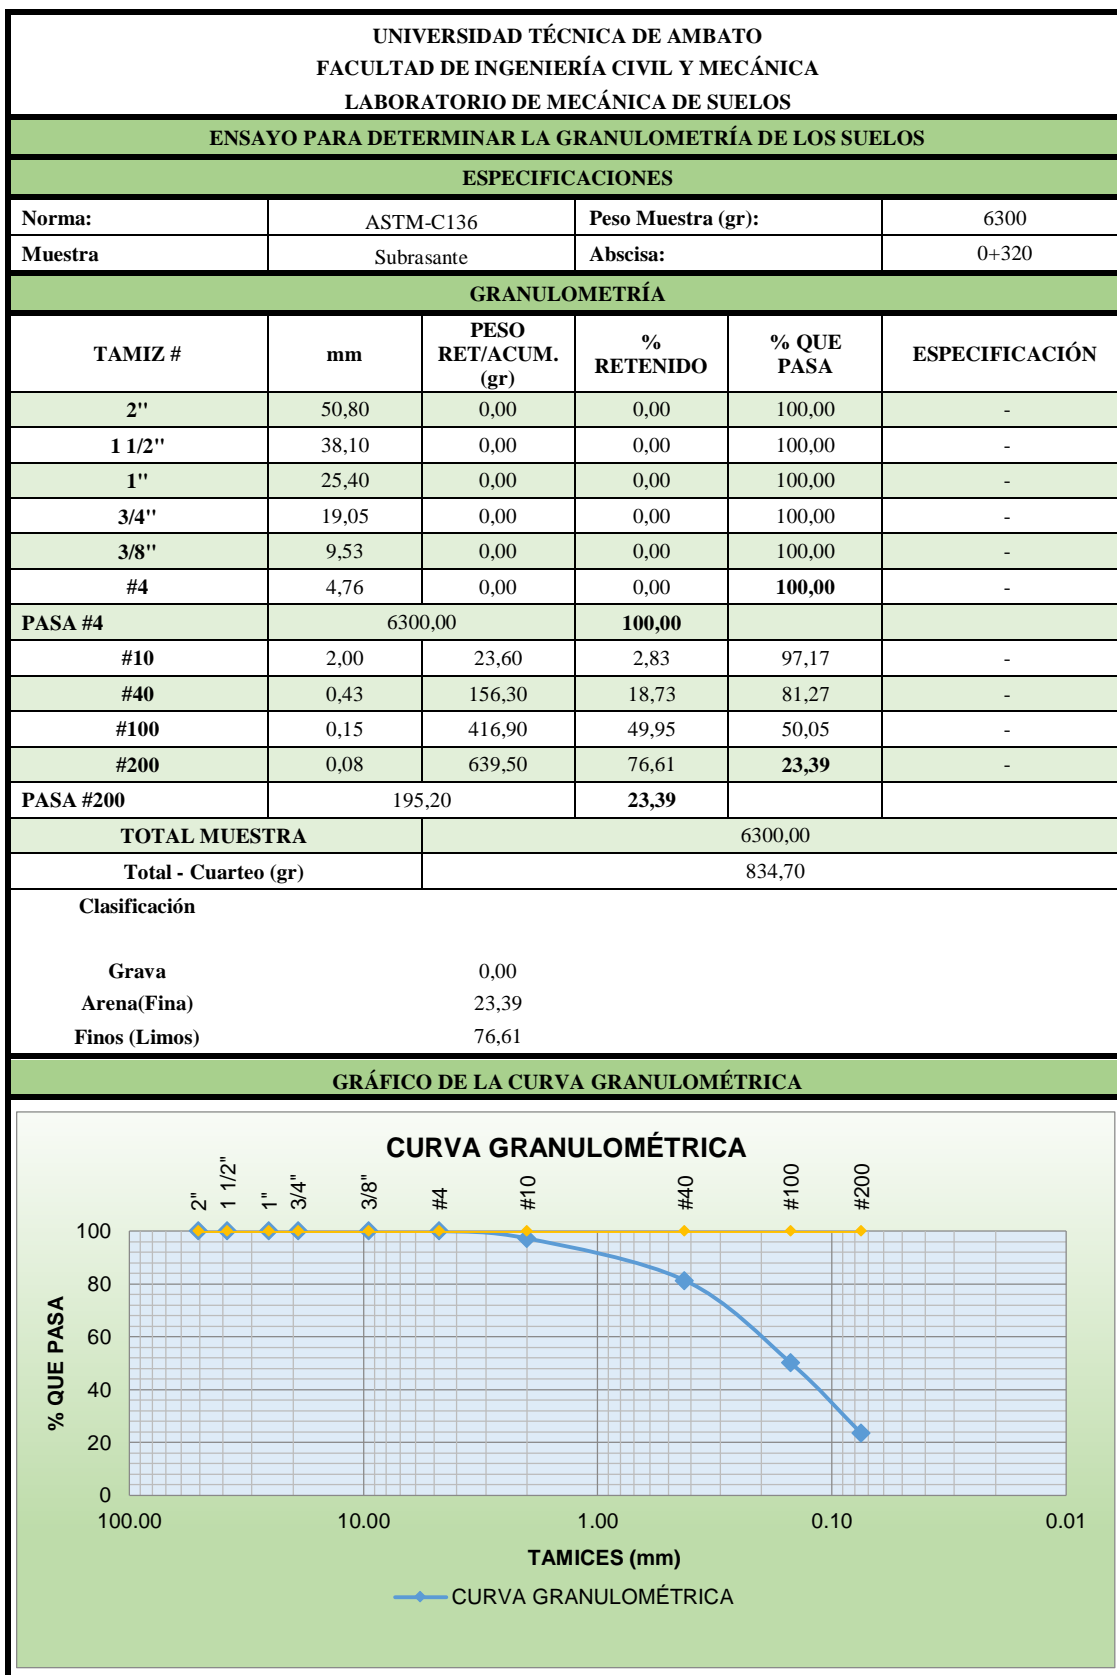 UNIVERSIDAD TÉCNICA DE AMBATO
FACULTAD DE INGENIERÍA CIVIL Y MECÁNICA
LABORATORIO DE MECÁNICA DE SUELOS
ENSAYO PARA DETERMINAR LA GRANULOMETRÍA DE LOS SUELOS
ESPECIFICACIONES
Norma: ASTM-C136 Peso Muestra (gr): 6300
Muestra Subrasante Abscisa: 0+320
GRANULOMETRÍA
TAMIZ # mm PESO RET/ACUM. (gr) % RETENIDO % QUE PASA ESPECIFICACIÓN
2'' 50,80 0,00 0,00 100,00 -
1 1/2'' 38,10 0,00 0,00 100,00 -
1'' 25,40 0,00 0,00 100,00 -
3/4'' 19,05 0,00 0,00 100,00 -
3/8'' 9,53 0,00 0,00 100,00 -
#4 4,76 0,00 0,00 100,00 -
PASA #4 6300,00 100,00
#10 2,00 23,60 2,83 97,17 -
#40 0,43 156,30 18,73 81,27 -
#100 0,15 416,90 49,95 50,05 -
#200 0,08 639,50 76,61 23,39 -
PASA #200 195,20 23,39
TOTAL MUESTRA 6300,00
Total - Cuarteo (gr) 834,70
Clasificación
Grava 0,00
Arena(Fina) 23,39
Finos (Limos) 76,61
GRÁFICO DE LA CURVA GRANULOMÉTRICA
CURVA GRANULOMÉTRICA
2" 1 1/2" 1" 3/4" 3/8" #4 #10 #40 #100 #200
% QUE PASA
100
80
60
40
20
0
100.00 10.00 1.00 0.10 0.01
TAMICES (mm)
CURVA GRANULOMÉTRICA